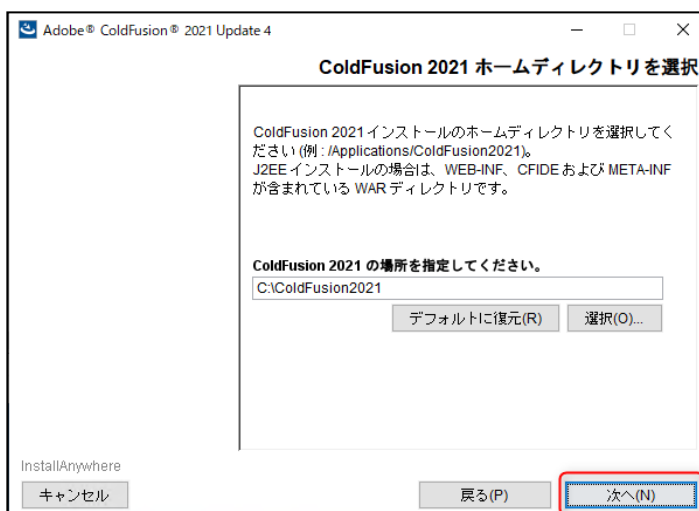 Adobe® ColdFusion® 2021 Update 4
ColdFusion 2021 ホームディレクトリを選択
ColdFusion 2021 インストールのホームディレクトリを選択してく
ださい (例 : /Applications/ColdFusion2021)。
J2EE インストールの場合は、WEB-INF、CFIDE および META-INF
が含まれている WAR ディレクトリです。
ColdFusion 2021 の場所を指定してください。
C:\ColdFusion2021
デフォルトに復元(R) 選択(O)...
InstallAnywhere
キャンセル 戻る(P) 次へ(N)